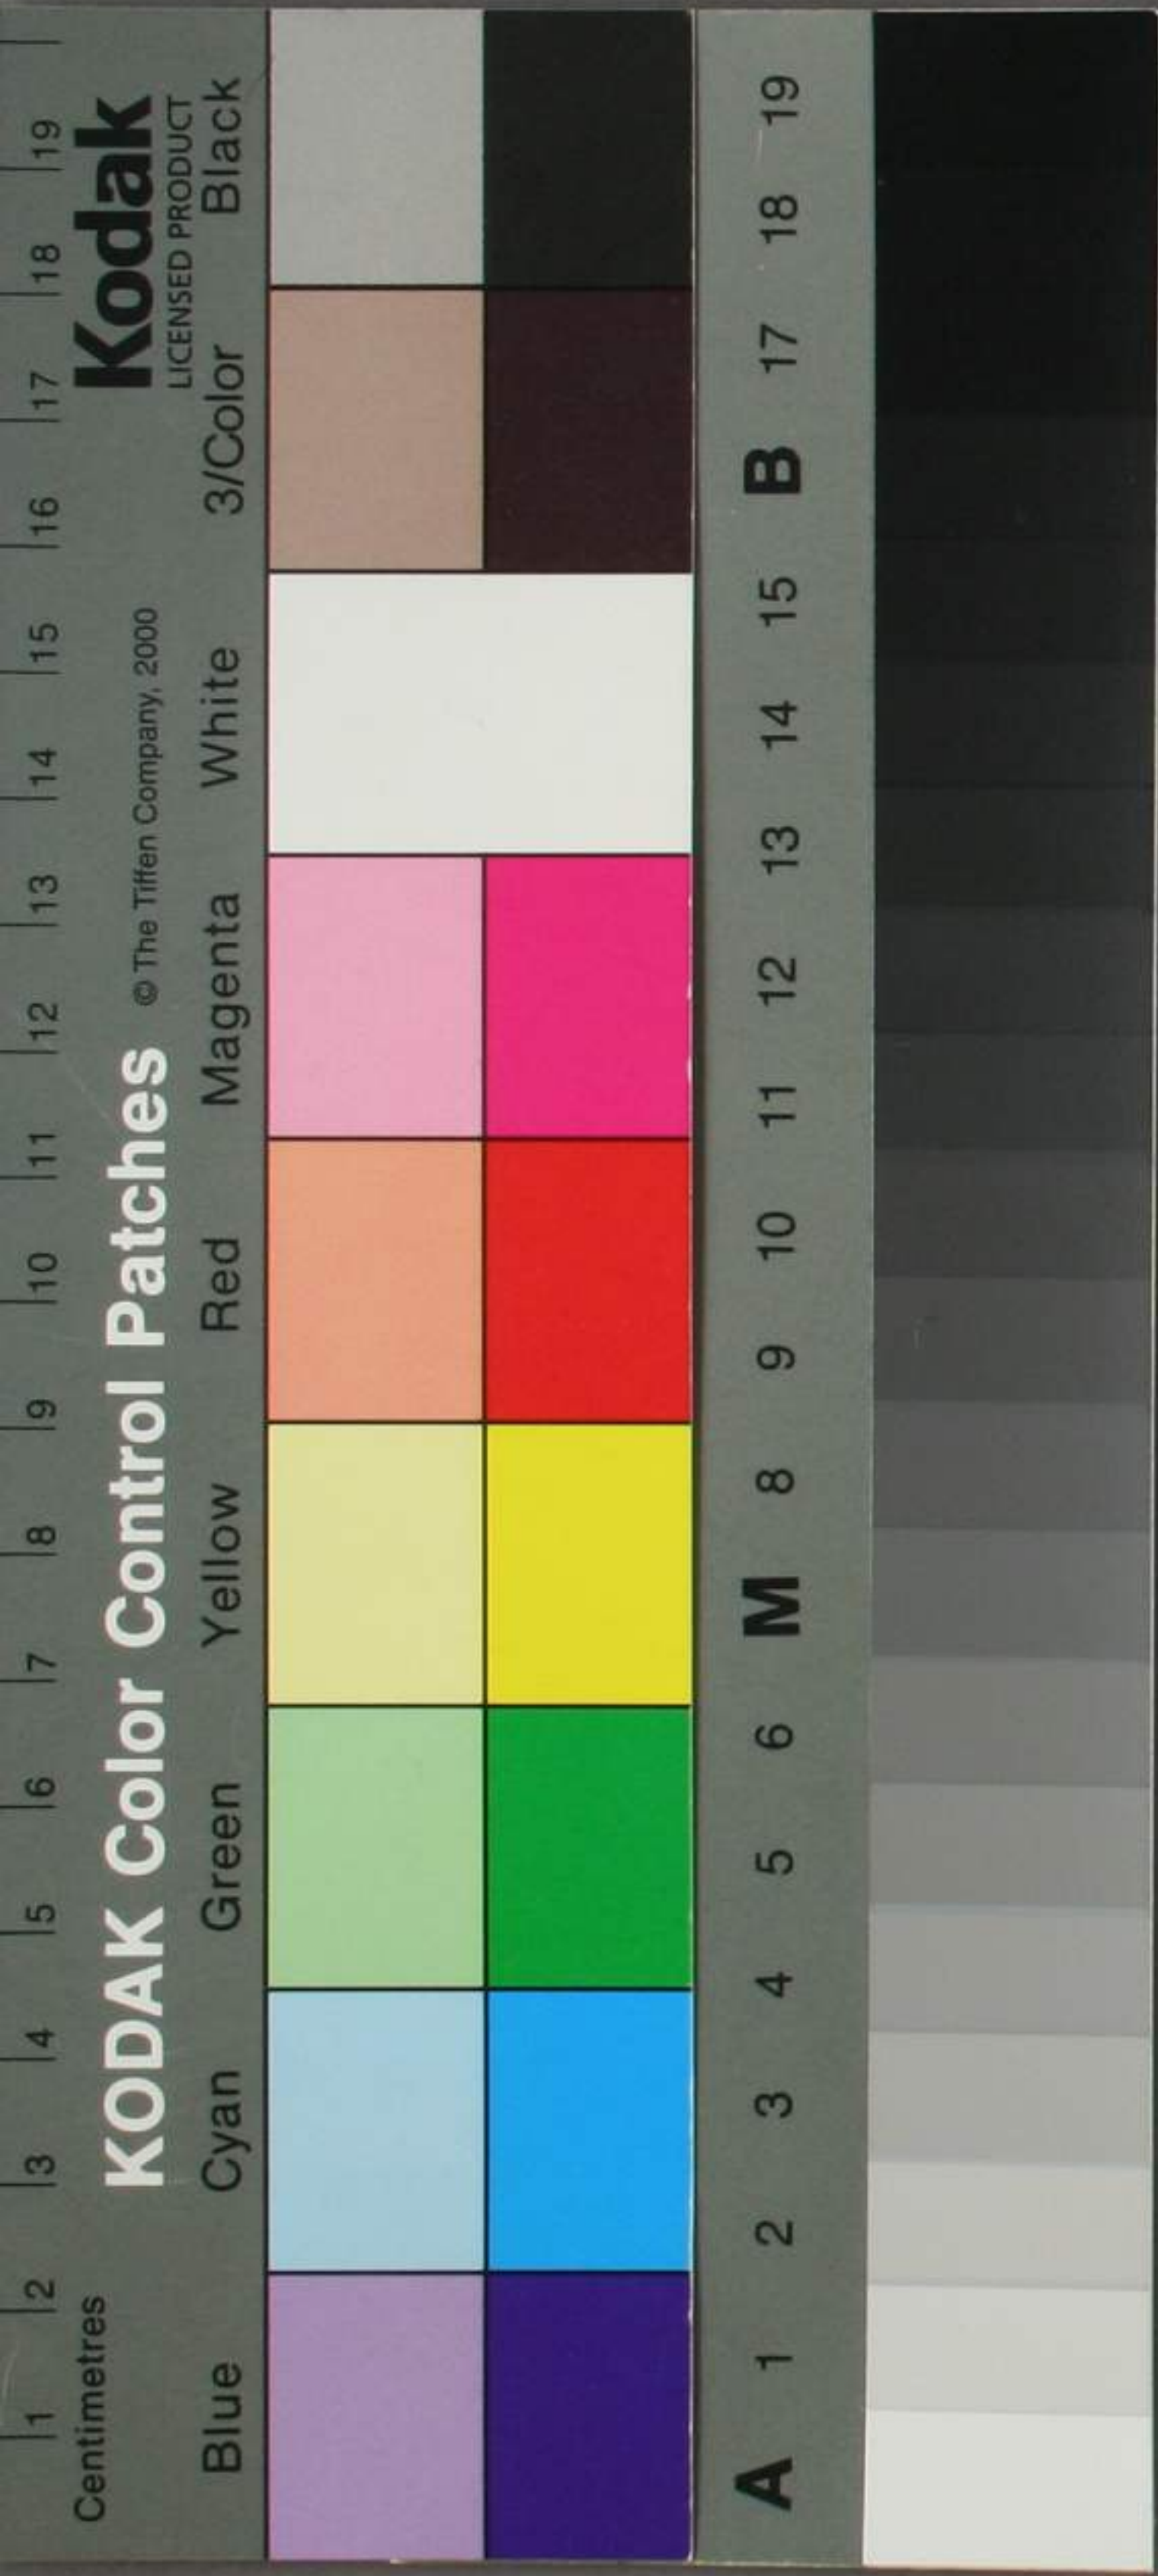 KODAK Color Control Patches © The Tiffen Company, 2000
Kodak
LICENSED PRODUCT
Centimetres
1 2 3 4 5 6 7 8 9 10 11 12 13 14 15 16 17 18 19
Blue Cyan Green Yellow Red Magenta White 3/Color Black
A 1 2 3 4 5 6 M 8 9 10 11 12 13 14 15 B 17 18 19